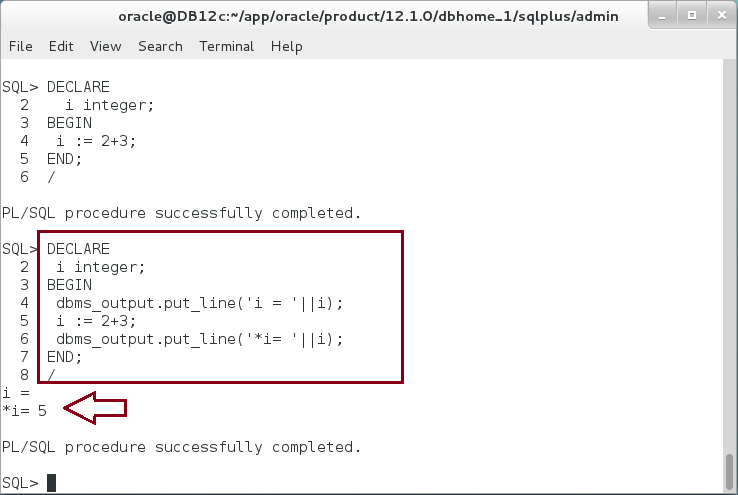 oracle@DB12c:~/app/oracle/product/12.1.0/dbhome_1/sqlplus/admin
File Edit View Search Terminal Help
SQL> DECLARE
  2    i integer;
  3  BEGIN
  4   i := 2+3;
  5  END;
  6  /
PL/SQL procedure successfully completed.
SQL> DECLARE
  2   i integer;
  3  BEGIN
  4   dbms_output.put_line('i = '||i);
  5   i := 2+3;
  6   dbms_output.put_line('*i= '||i);
  7  END;
  8  /
i =
*i= 5
PL/SQL procedure successfully completed.
SQL>